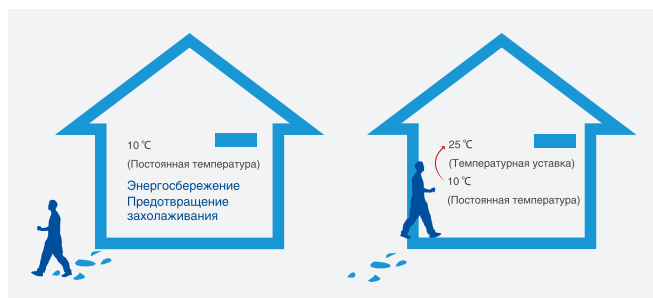 10 ℃
(Постоянная температура)
Энергосбережение
Предотвращение
захолаживания
25 ℃
(Температурная уставка)
10 ℃
(Постоянная температура)